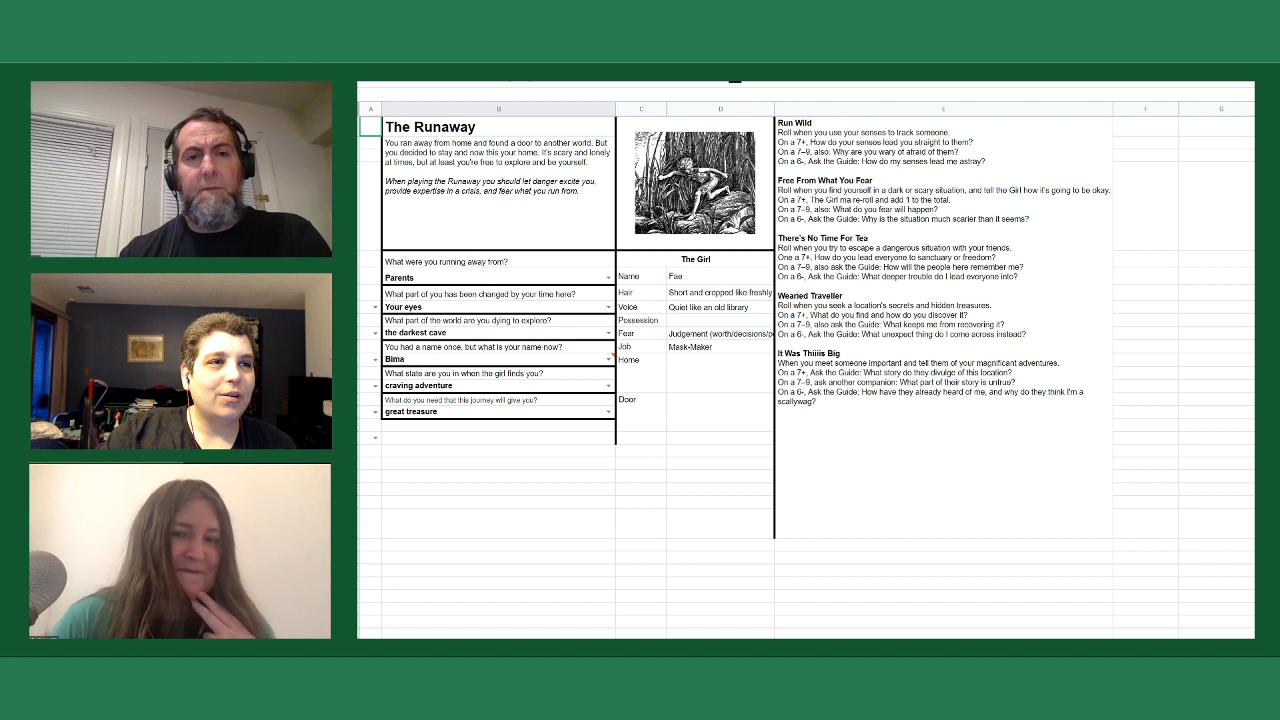 A
B
C
D
E
F
G
The Runaway
You ran away from home and found a door to another world. But
you decided to stay and now this your home. It's scary and lonely
at times, but at least you're free to explore and be yourself.
When playing the Runaway you should let danger excite you,
provide expertise in a crisis, and fear what you run from.
What were you running away from?
Parents
What part of you has been changed by your time here?
Your eyes
What part of the world are you dying to explore?
the darkest cave
You had a name once, but what is your name now?
Bima
What state are you in when the girl finds you?
craving adventure
What do you need that this journey will give you?
great treasure
The Girl
Name Fae
Hair Short and cropped like freshly
Voice Quiet like an old library
Possession
Fear Judgement (worth/decisions/p
Job Mask-Maker
Home
Door
Run Wild
Roll when you use your senses to track someone.
On a 7+, How do your senses lead you straight to them?
On a 7–9, also: Why are you wary of afraid of them?
On a 6-, Ask the Guide: How do my senses lead me astray?
Free From What You Fear
Roll when you find yourself in a dark or scary situation, and tell the Girl how it's going to be okay.
On a 7+, The Girl ma re-roll and add 1 to the total.
On a 7–9, also: What do you fear will happen?
On a 6-, Ask the Guide: Why is the situation much scarier than it seems?
There's No Time For Tea
Roll when you try to escape a dangerous situation with your friends.
One a 7+, How do you lead everyone to sanctuary or freedom?
On a 7–9, also ask the Guide: How will the people here remember me?
On a 6-, Ask the Guide: What deeper trouble do I lead everyone into?
Wearied Traveller
Roll when you seek a location's secrets and hidden treasures.
On a 7+, What do you find and how do you discover it?
On a 7–9, also ask the Guide: What keeps me from recovering it?
On a 6-, Ask the Guide: What unexpect thing do I come across instead?
It Was Thiiiis Big
When you meet someone important and tell them of your magnificent adventures.
On a 7+, Ask the Guide: What story do they divulge of this location?
On a 7–9, ask another companion: What part of their story is untrue?
On a 6-, Ask the Guide: How have they already heard of me, and why do they think I'm a
scallywag?